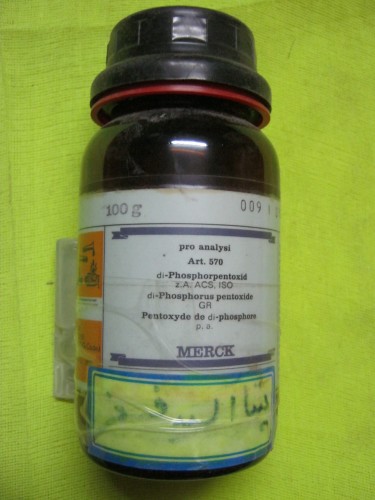 100 g
009 1
pro analysi
Art. 570
di-Phosphorpentoxid
z.A. ACS, ISO
di-Phosphorus pentoxide
GR
Pentoxyde de di-phosphore
p. a.
MERCK